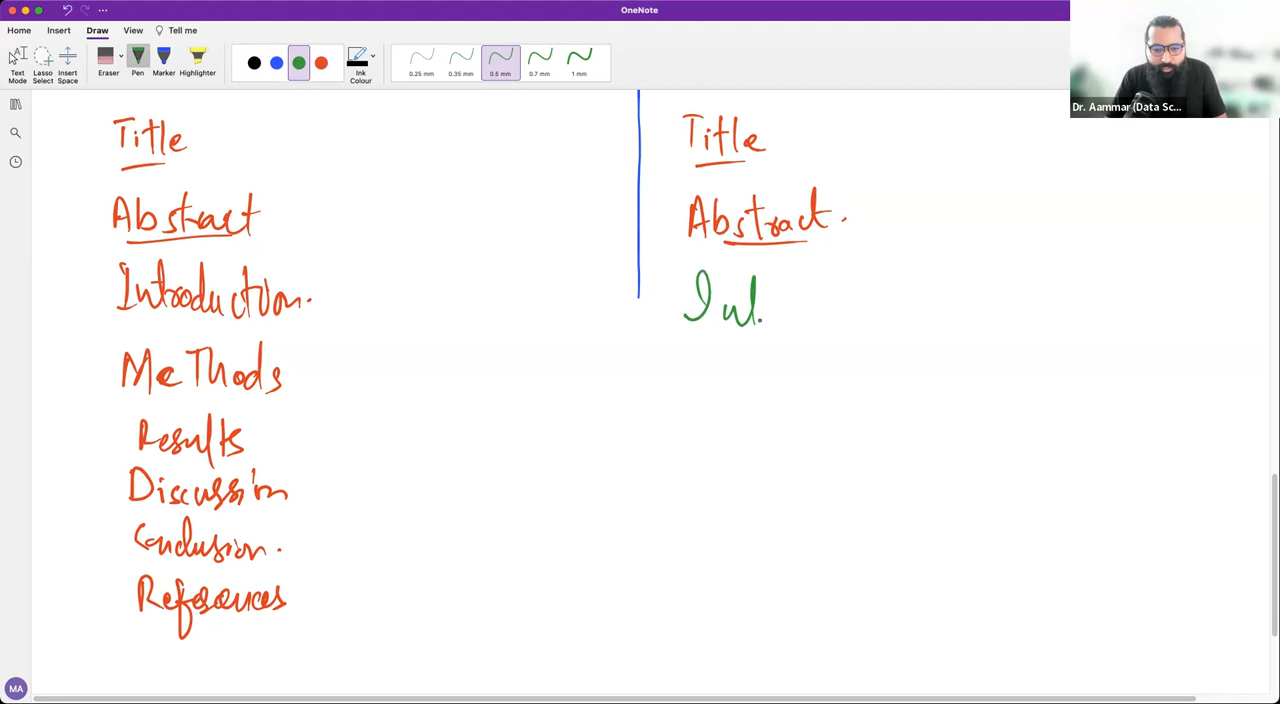 OneNote
Home Insert Draw View Tell me
Text Mode Lasso Select Insert Space Eraser Pen Marker Highlighter Ink Colour 0.25 mm 0.35 mm 0.5 mm 0.7 mm 1 mm
Dr. Aammar (Data Sc...
Title
Abstract
Introduction.
Methods
Results
Discussion
Conclusion.
References
Title
Abstract.
MA